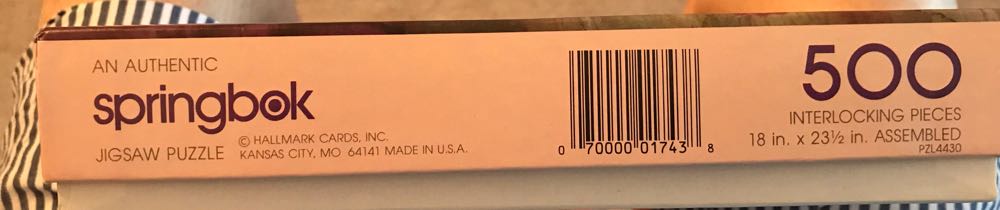 AN AUTHENTIC
springbok
JIGSAW PUZZLE
© HALLMARK CARDS, INC.
KANSAS CITY, MO 64141 MADE IN U.S.A.
0 70000 01743 8
500
INTERLOCKING PIECES
18 in. x 23½ in. ASSEMBLED
PZL4430